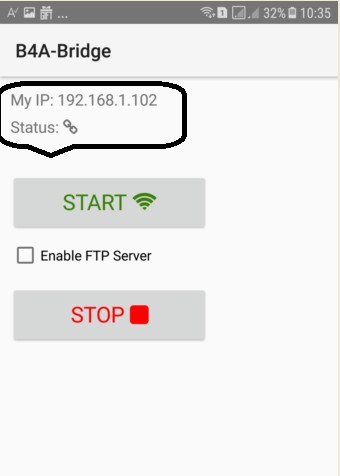 32% 10:35
B4A-Bridge
My IP: 192.168.1.102
Status:
START
Enable FTP Server
STOP